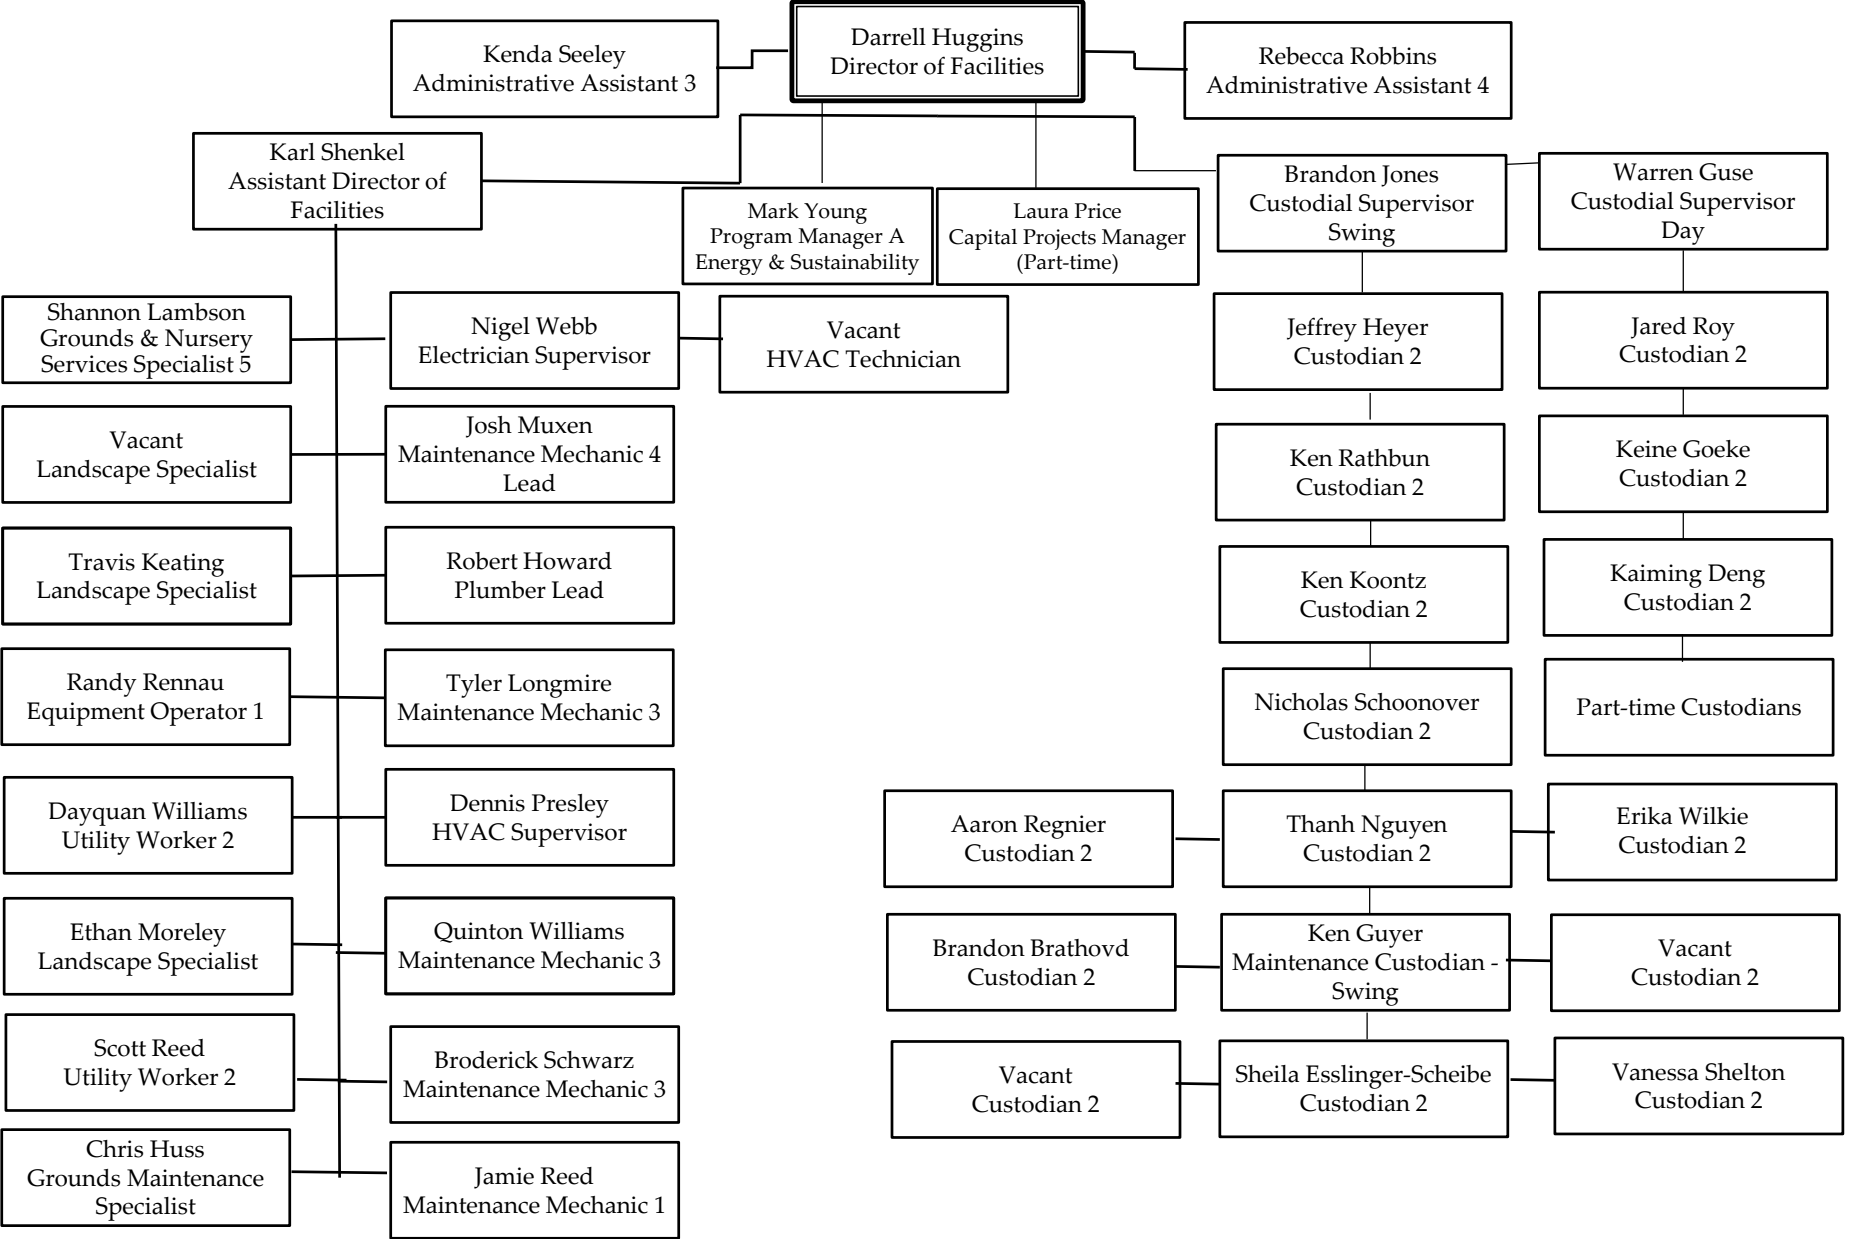 Darrell Huggins
Director of Facilities
Kenda Seeley
Administrative Assistant 3
Rebecca Robbins
Administrative Assistant 4
Karl Shenkel
Assistant Director of
Facilities
Mark Young
Program Manager A
Energy & Sustainability
Laura Price
Capital Projects Manager
(Part-time)
Brandon Jones
Custodial Supervisor
Swing
Warren Guse
Custodial Supervisor
Day
Shannon Lambson
Grounds & Nursery
Services Specialist 5
Nigel Webb
Electrician Supervisor
Vacant
HVAC Technician
Jeffrey Heyer
Custodian 2
Jared Roy
Custodian 2
Vacant
Landscape Specialist
Josh Muxen
Maintenance Mechanic 4
Lead
Ken Rathbun
Custodian 2
Keine Goeke
Custodian 2
Travis Keating
Landscape Specialist
Robert Howard
Plumber Lead
Ken Koontz
Custodian 2
Kaiming Deng
Custodian 2
Randy Rennau
Equipment Operator 1
Tyler Longmire
Maintenance Mechanic 3
Nicholas Schoonover
Custodian 2
Part-time Custodians
Dayquan Williams
Utility Worker 2
Dennis Presley
HVAC Supervisor
Aaron Regnier
Custodian 2
Thanh Nguyen
Custodian 2
Erika Wilkie
Custodian 2
Ethan Moreley
Landscape Specialist
Quinton Williams
Maintenance Mechanic 3
Brandon Brathovd
Custodian 2
Ken Guyer
Maintenance Custodian -
Swing
Vacant
Custodian 2
Scott Reed
Utility Worker 2
Broderick Schwarz
Maintenance Mechanic 3
Vacant
Custodian 2
Sheila Esslinger-Scheibe
Custodian 2
Vanessa Shelton
Custodian 2
Chris Huss
Grounds Maintenance
Specialist
Jamie Reed
Maintenance Mechanic 1